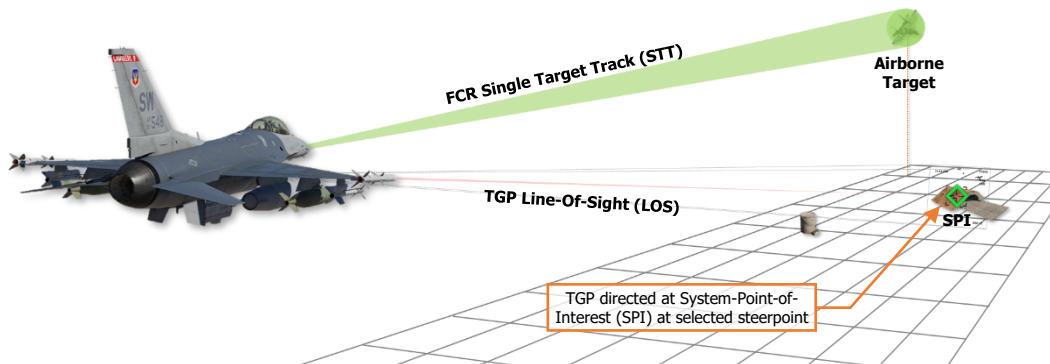 FCR Single Target Track (STT)
Airborne
Target
SW
548
TGP Line-Of-Sight (LOS)
SPI
TGP directed at System-Point-of-
Interest (SPI) at selected steerpoint